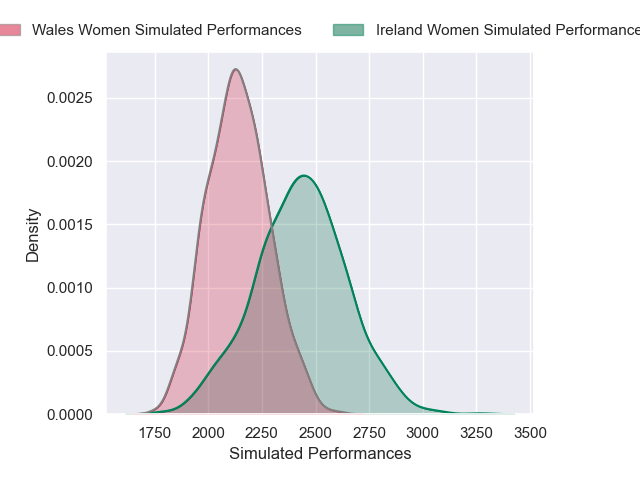 Wales Women Simulated Performances
Ireland Women Simulated Performance
0.0025
0.0020
0.0015
0.0010
0.0005
0.0000
Density
1750 2000 2250 2500 2750 3000 3250 3500
Simulated Performances